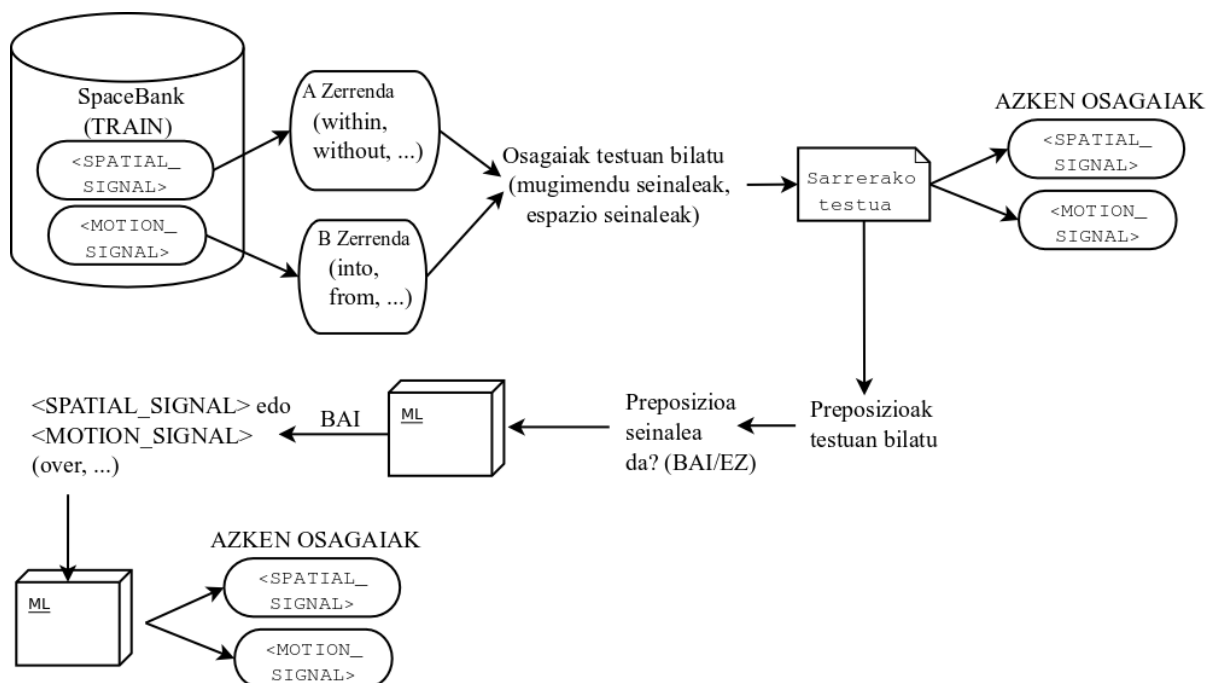 SpaceBank
(TRAIN)
<SPATIAL_
SIGNAL>
<MOTION_
SIGNAL>
A Zerrenda
(within,
without, ...)
B Zerrenda
(into,
from, ...)
Osagaiak testuan bilatu
(mugimendu seinaleak,
espazio seinaleak)
Sarrerako
testua
AZKEN OSAGAIAK
<SPATIAL_
SIGNAL>
<MOTION_
SIGNAL>
Preposizioak
testuan bilatu
Preposizioa
seinalea
da? (BAI/EZ)
ML
BAI
<SPATIAL_SIGNAL> edo
<MOTION_SIGNAL>
(over, ...)
ML
AZKEN OSAGAIAK
<SPATIAL_
SIGNAL>
<MOTION_
SIGNAL>